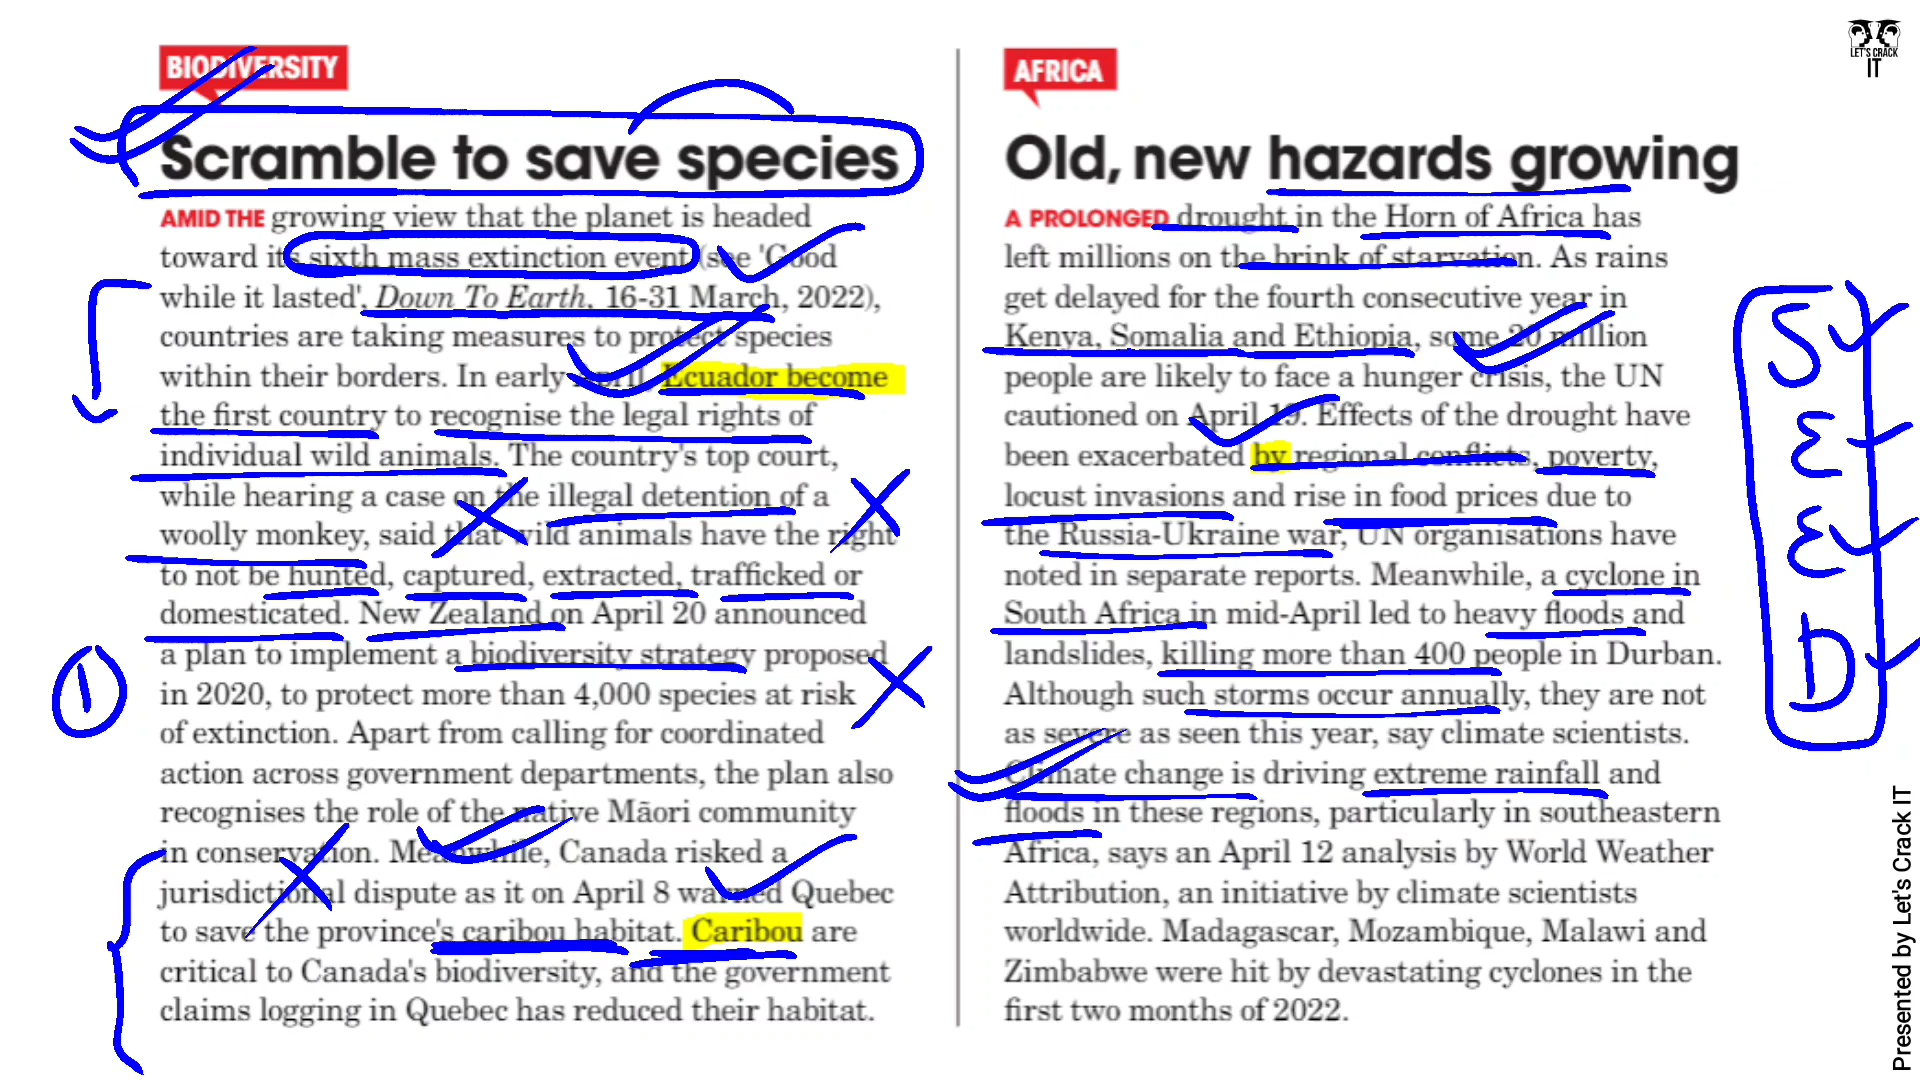 BIODIVERSITY
Scramble to save species
AMID THE growing view that the planet is headed
toward its sixth mass extinction event (see 'Good
while it lasted', Down To Earth, 16-31 March, 2022),
countries are taking measures to protect species
within their borders. In early April, Ecuador become
the first country to recognise the legal rights of
individual wild animals. The country's top court,
while hearing a case on the illegal detention of a
woolly monkey, said that wild animals have the right
to not be hunted, captured, extracted, trafficked or
domesticated. New Zealand on April 20 announced
a plan to implement a biodiversity strategy proposed
in 2020, to protect more than 4,000 species at risk
of extinction. Apart from calling for coordinated
action across government departments, the plan also
recognises the role of the native Māori community
in conservation. Meanwhile, Canada risked a
jurisdictional dispute as it on April 8 warned Quebec
to save the province's caribou habitat. Caribou are
critical to Canada's biodiversity, and the government
claims logging in Quebec has reduced their habitat.
1
AFRICA
Old, new hazards growing
A PROLONGED drought in the Horn of Africa has
left millions on the brink of starvation. As rains
get delayed for the fourth consecutive year in
Kenya, Somalia and Ethiopia, some 20 million
people are likely to face a hunger crisis, the UN
cautioned on April 19. Effects of the drought have
been exacerbated by regional conflicts, poverty,
locust invasions and rise in food prices due to
the Russia-Ukraine war, UN organisations have
noted in separate reports. Meanwhile, a cyclone in
South Africa in mid-April led to heavy floods and
landslides, killing more than 400 people in Durban.
Although such storms occur annually, they are not
as severe as seen this year, say climate scientists.
Climate change is driving extreme rainfall and
floods in these regions, particularly in southeastern
Africa, says an April 12 analysis by World Weather
Attribution, an initiative by climate scientists
worldwide. Madagascar, Mozambique, Malawi and
Zimbabwe were hit by devastating cyclones in the
first two months of 2022.
S
E
E
D
LET'S CRACK
IT
Presented by Let's Crack IT